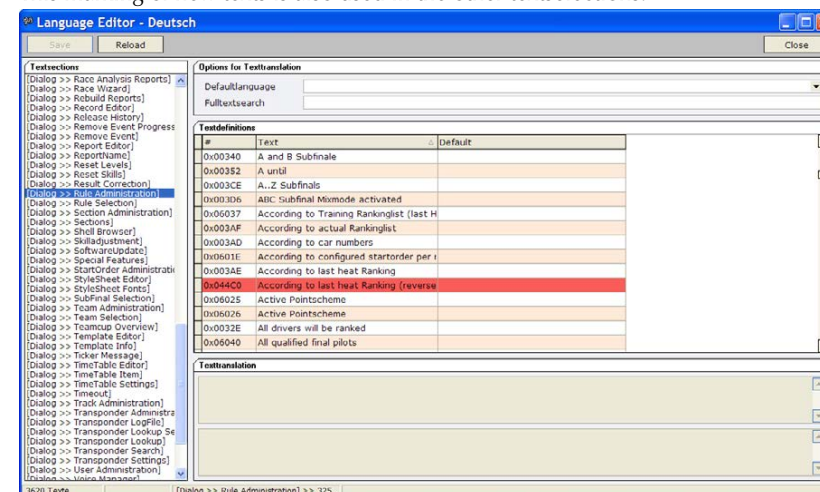 Language Editor - Deutsch
Save
Reload
Close
Textsections
[Dialog >> Race Analysis Reports]
[Dialog >> Race Wizard]
[Dialog >> Rebuild Reports]
[Dialog >> Record Editor]
[Dialog >> Release History]
[Dialog >> Remove Event Progress
[Dialog >> Remove Event]
[Dialog >> Report Editor]
[Dialog >> ReportName]
[Dialog >> Reset Levels]
[Dialog >> Reset Skills]
[Dialog >> Result Correction]
[Dialog >> Rule Administration]
[Dialog >> Rule Selection]
[Dialog >> Section Administration]
[Dialog >> Sections]
[Dialog >> Shell Browser]
[Dialog >> Skilladjustment]
[Dialog >> SoftwareUpdate]
[Dialog >> Special Features]
[Dialog >> StartOrder Administratic
[Dialog >> StyleSheet Editor]
[Dialog >> StyleSheet Fonts]
[Dialog >> SubFinal Selection]
[Dialog >> Team Administration]
[Dialog >> Team Selection]
[Dialog >> Teamcup Overview]
[Dialog >> Template Editor]
[Dialog >> Template Info]
[Dialog >> Ticker Message]
[Dialog >> TimeTable Editor]
[Dialog >> TimeTable Item]
[Dialog >> TimeTable Settings]
[Dialog >> Timeout]
[Dialog >> Track Administration]
[Dialog >> Transponder Administra
[Dialog >> Transponder LogFile]
[Dialog >> Transponder Lookup Se
[Dialog >> Transponder Lookup]
[Dialog >> Transponder Search]
[Dialog >> Transponder Settings]
[Dialog >> User Administration]
[Dialog >> Voice Manager]
Options for Texttranslation
Defaultlanguage
Fulltextsearch
Textdefinitions
# Text Default
0x00340 A and B Subfinale
0x00352 A until
0x003CE A..Z Subfinals
0x003D6 ABC Subfinal Mixmode activated
0x06037 According to Training Rankinglist (last H
0x003AF According to actual Rankinglist
0x003AD According to car numbers
0x0601E According to configured startorder per r
0x003AE According to last heat Ranking
0x044C0 According to last heat Ranking (reverse
0x06025 Active Pointscheme
0x06026 Active Pointscheme
0x0032E All drivers will be ranked
0x06040 All qualified final pilots
Texttranslation
3620 Texte [Dialog >> Rule Administration] >> 325